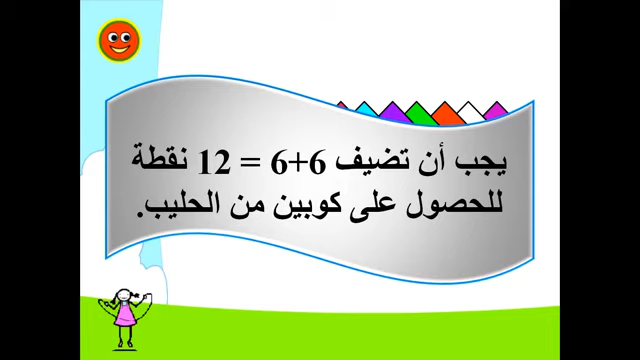 يجب أن تضيف 6+6 = 12 نقطة
للحصول على كوبين من الحليب.